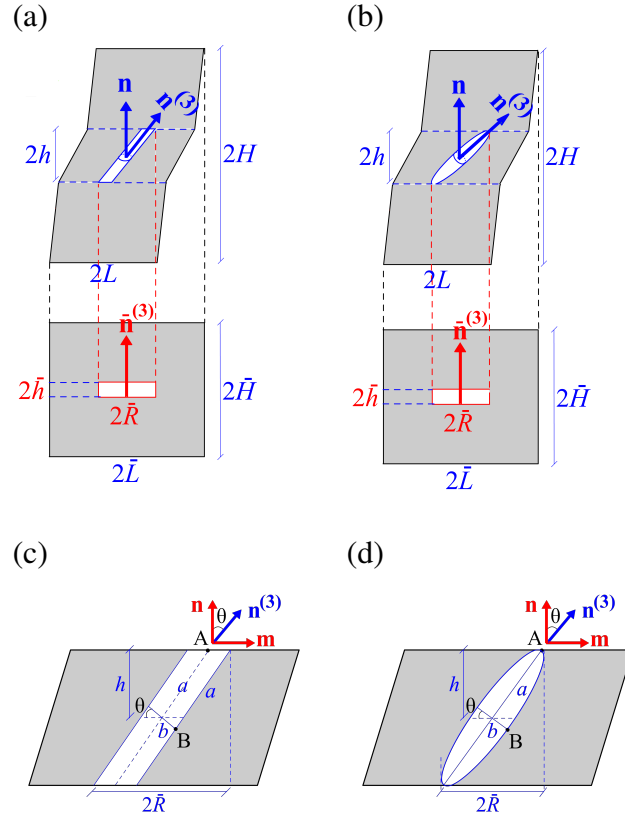 (a)
(b)
n
n⁽³⁾
2h
2H
2L
n
n⁽³⁾
2h
2H
2L
n̄⁽³⁾
2h̄
2R̄
2H̄
2L̄
n̄⁽³⁾
2h̄
2R̄
2H̄
2L̄
(c)
(d)
n
θ
n⁽³⁾
A
m
h
a
a
θ
b
B
2R̄
n
θ
n⁽³⁾
A
m
h
a
θ
b
B
2R̄